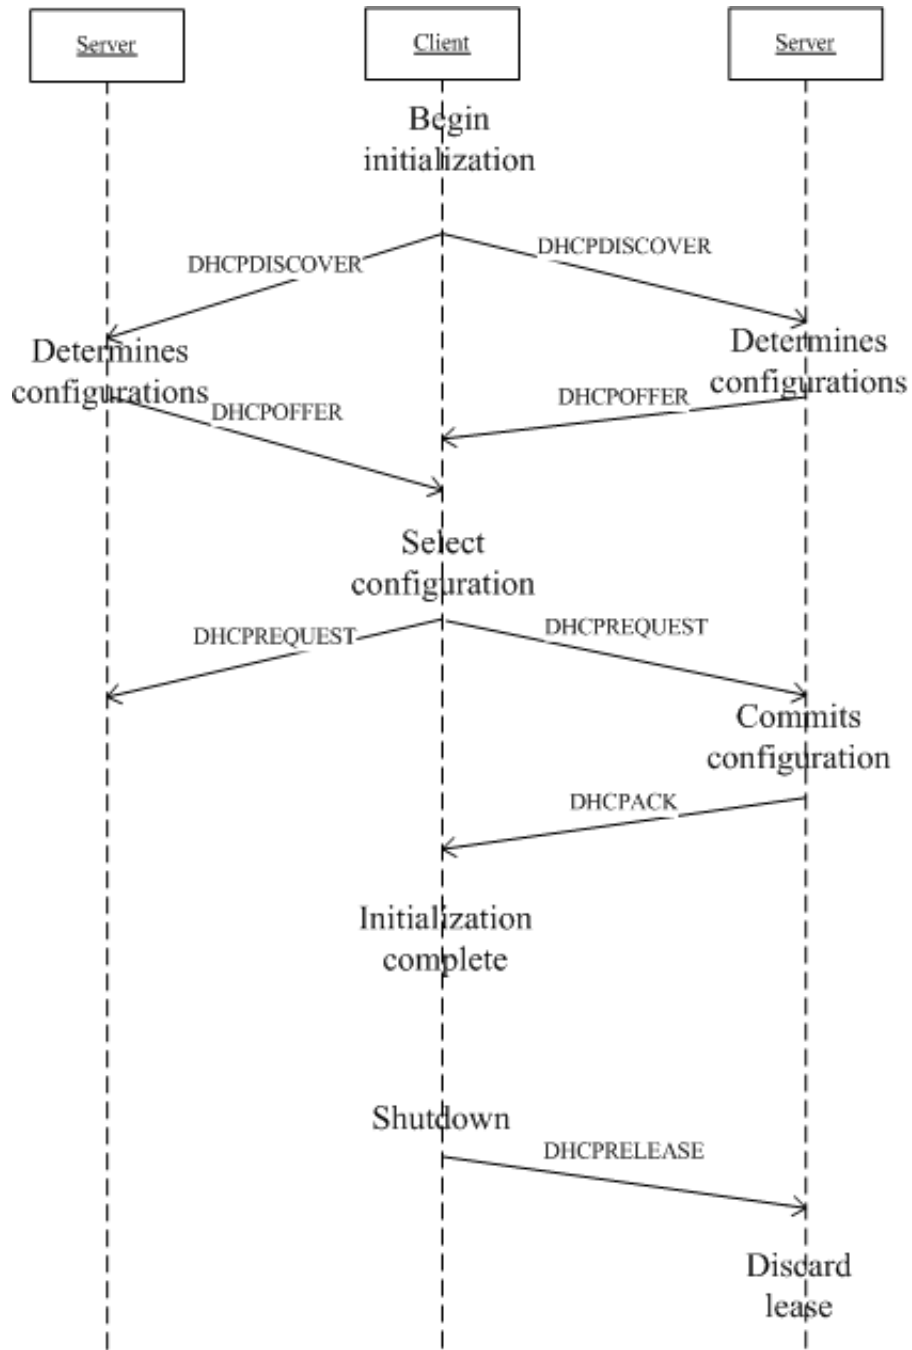 Server
Client
Server
Begin
initialization
DHCPDISCOVER
DHCPDISCOVER
Determines
configurations
Determines
configurations
DHCPOFFER
DHCPOFFER
Select
configuration
DHCPREQUEST
DHCPREQUEST
Commits
configuration
DHCPACK
Initialization
complete
Shutdown
DHCPRELEASE
Discard
lease